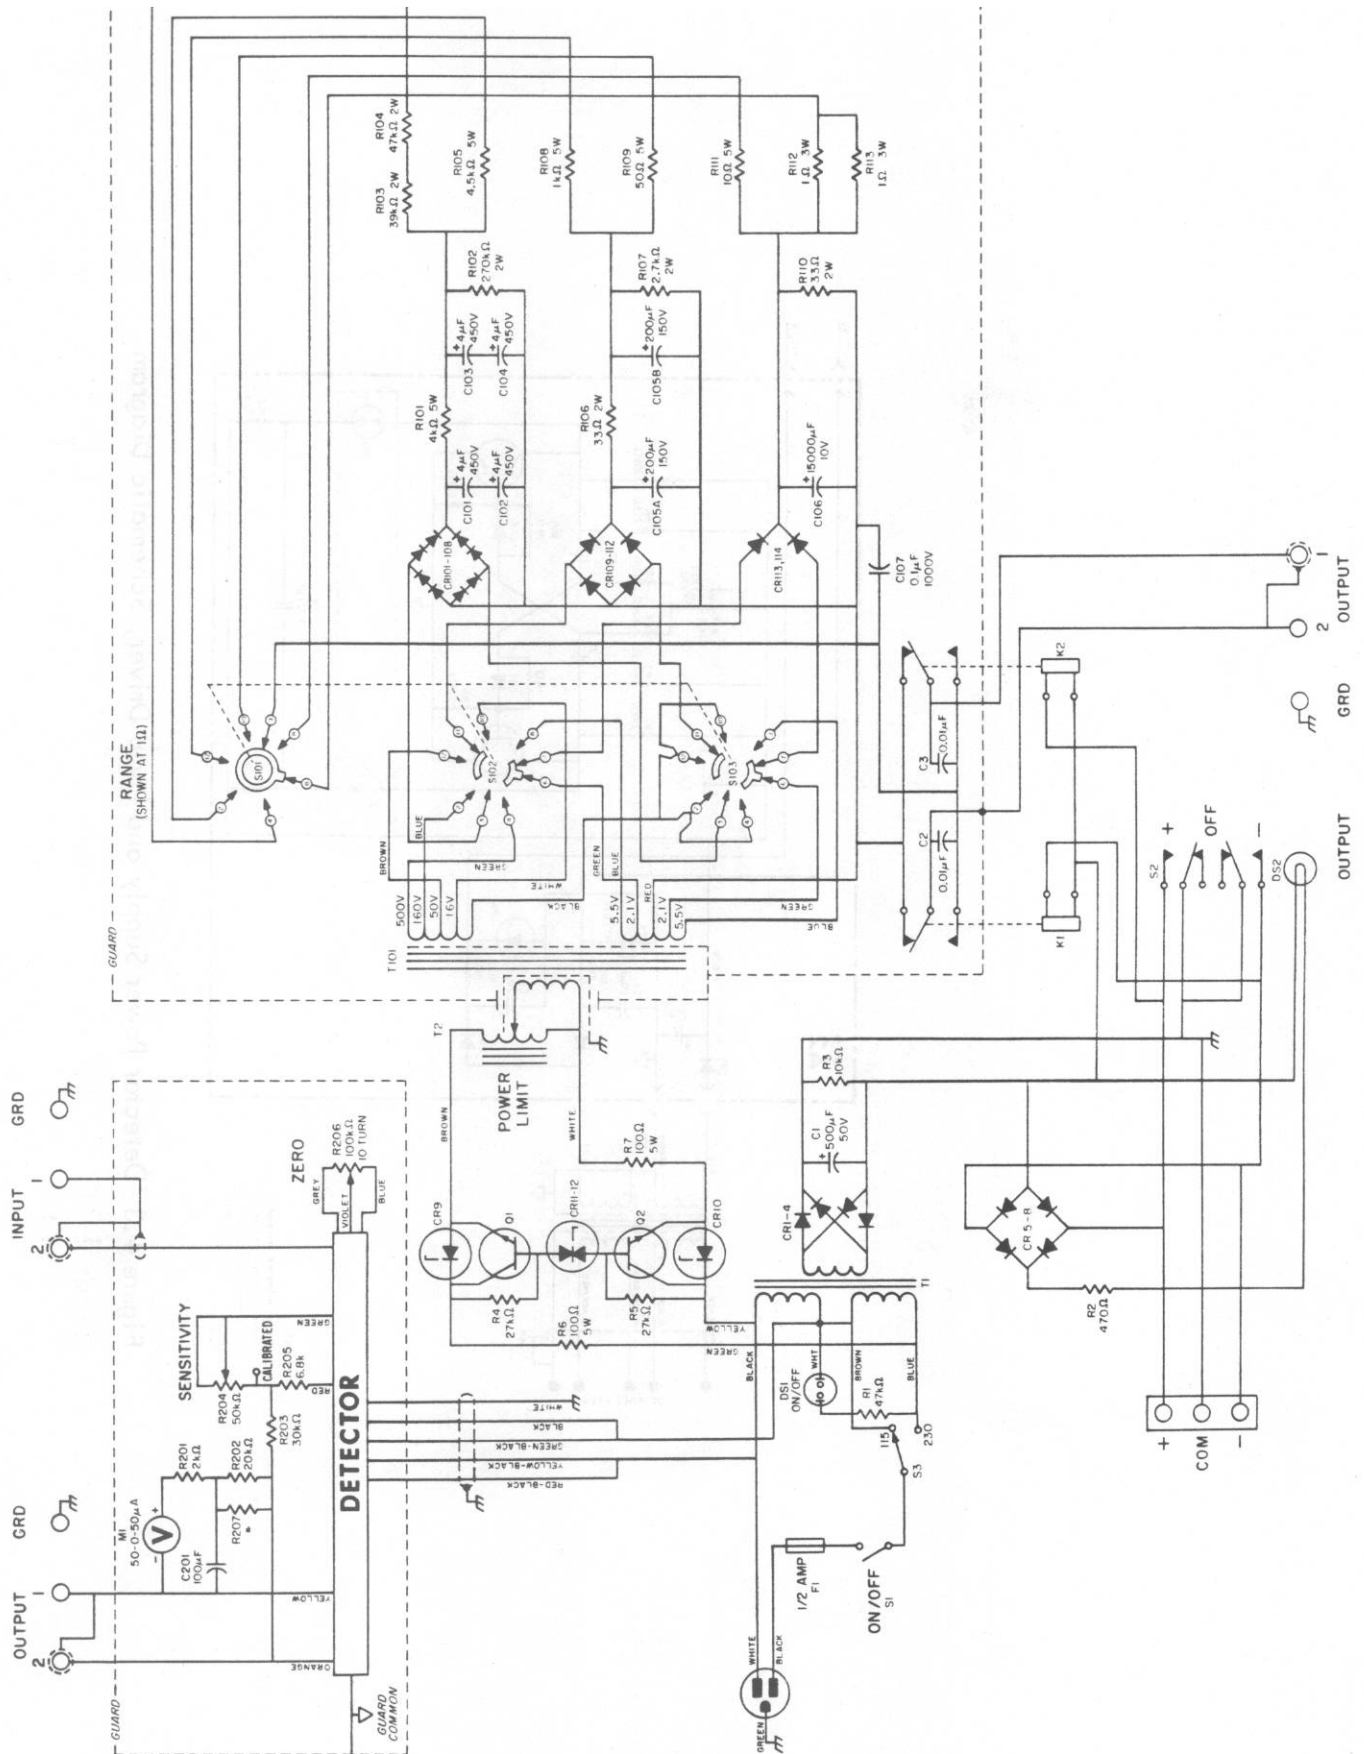 GUARD
RANGE
(SHOWN AT 1Ω)
S101
R103
39kΩ 2W
R104
47kΩ 2W
R105
4.5kΩ 5W
R108
1kΩ 5W
R109
50Ω 5W
R111
10Ω 5W
R112
1Ω 3W
R113
1Ω 3W
R102
270kΩ
2W
R107
2.7kΩ
2W
R110
33Ω
2W
+4µF
450V
C103
+4µF
450V
C104
R101
4kΩ 5W
+4µF
450V
C101
+4µF
450V
C102
+200µF
150V
C105B
R106
33Ω 2W
+200µF
150V
C105A
+15000µF
10V
C106
CR101-108
CR109-112
CR113,114
C107
0.1µF
1000V
S102
S103
BROWN
BLUE
GREEN
WHITE
BLACK
GREEN
BLUE
RED
GREEN
BLUE
500V
160V
50V
16V
5.5V
2.1V
2.1V
5.5V
T101
C3
0.01µF
C2
0.01µF
K2
K1
1
2
OUTPUT
GRD
S2
+
OFF
-
DS2
OUTPUT
GRD
1
INPUT
2
GUARD
ZERO
R206
100kΩ
10 TURN
GREY
VIOLET
BLUE
SENSITIVITY
GREEN
CALIBRATED
R204
50kΩ
R205
6.8k
RED
R203
30kΩ
R201
2kΩ
R202
20kΩ
R207
*
M1
50-0-50µA
- V +
C201
100µF
YELLOW
ORANGE
DETECTOR
GRD
1
OUTPUT
2
GUARD
GUARD
COMMON
WHITE
BLACK
GREEN-BLACK
YELLOW-BLACK
RED-BLACK
T2
POWER
LIMIT
BROWN
WHITE
CR9
Q1
CR11-12
Q2
CR10
R7
100Ω
5W
R4
27kΩ
R6
100Ω
5W
R5
27kΩ
YELLOW
GREEN
R3
10kΩ
C1
+500µF
50V
CR1-4
T1
BLACK
WHT
BROWN
BLUE
DS1
ON/OFF
R1
47kΩ
115
230
S3
CR5-8
R2
470Ω
+
COM
-
1/2 AMP
F1
ON/OFF
S1
WHITE
BLACK
GREEN